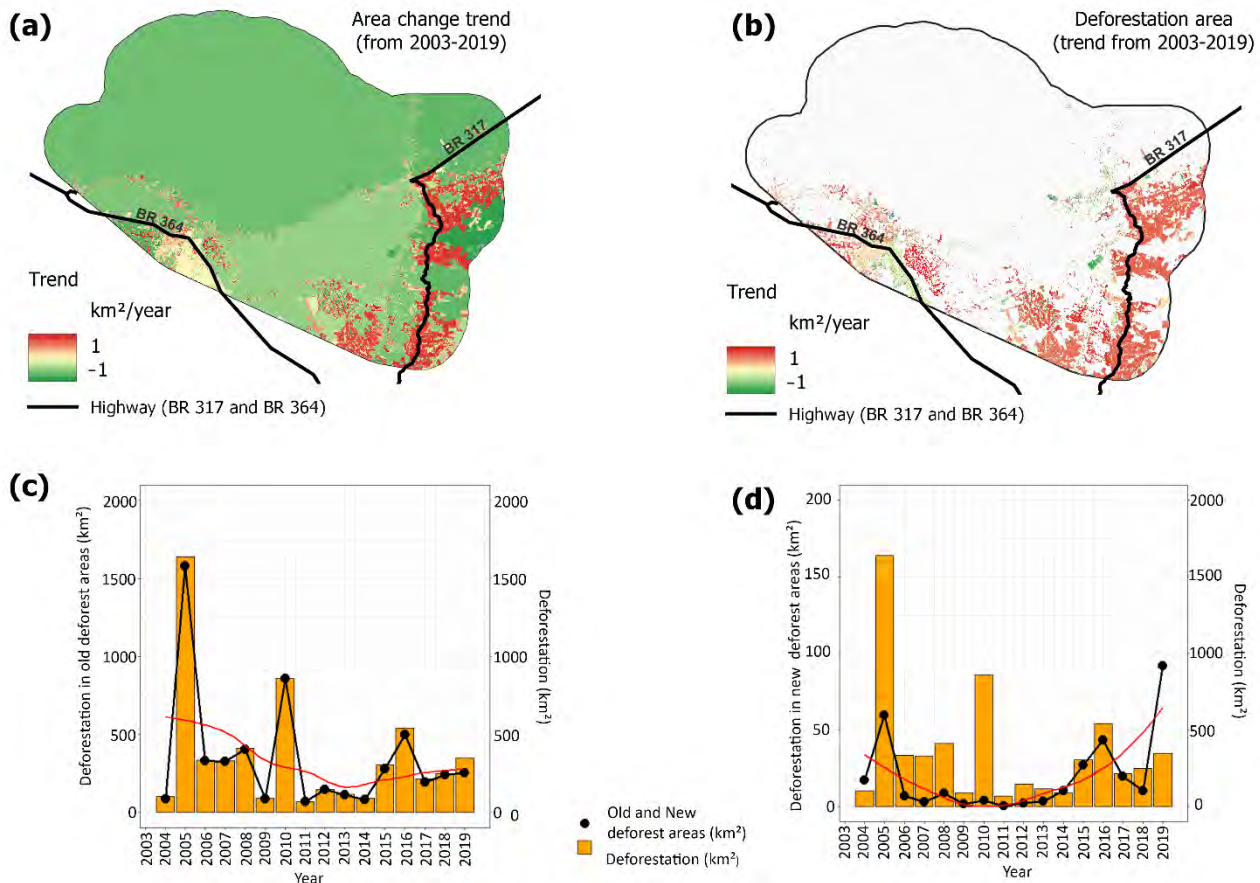 (a)
Area change trend
(from 2003-2019)
BR 317
BR 364
Trend
km²/year
1
-1
Highway (BR 317 and BR 364)
(b)
Deforestation area
(trend from 2003-2019)
BR 317
BR 364
Trend
km²/year
1
-1
Highway (BR 317 and BR 364)
(c)
Deforestation in old deforest areas (km²)
2000
1500
1000
500
0
2000
1500
1000
500
0
Deforestation (km²)
2003
2004
2005
2006
2007
2008
2009
2010
2011
2012
2013
2014
2015
2016
2017
2018
2019
Year
Old and New
deforest areas (km²)
Deforestation (km²)
(d)
Deforestation in new deforest areas (km²)
200
150
100
50
0
2000
1500
1000
500
0
Deforestation (km²)
2003
2004
2005
2006
2007
2008
2009
2010
2011
2012
2013
2014
2015
2016
2017
2018
2019
Year